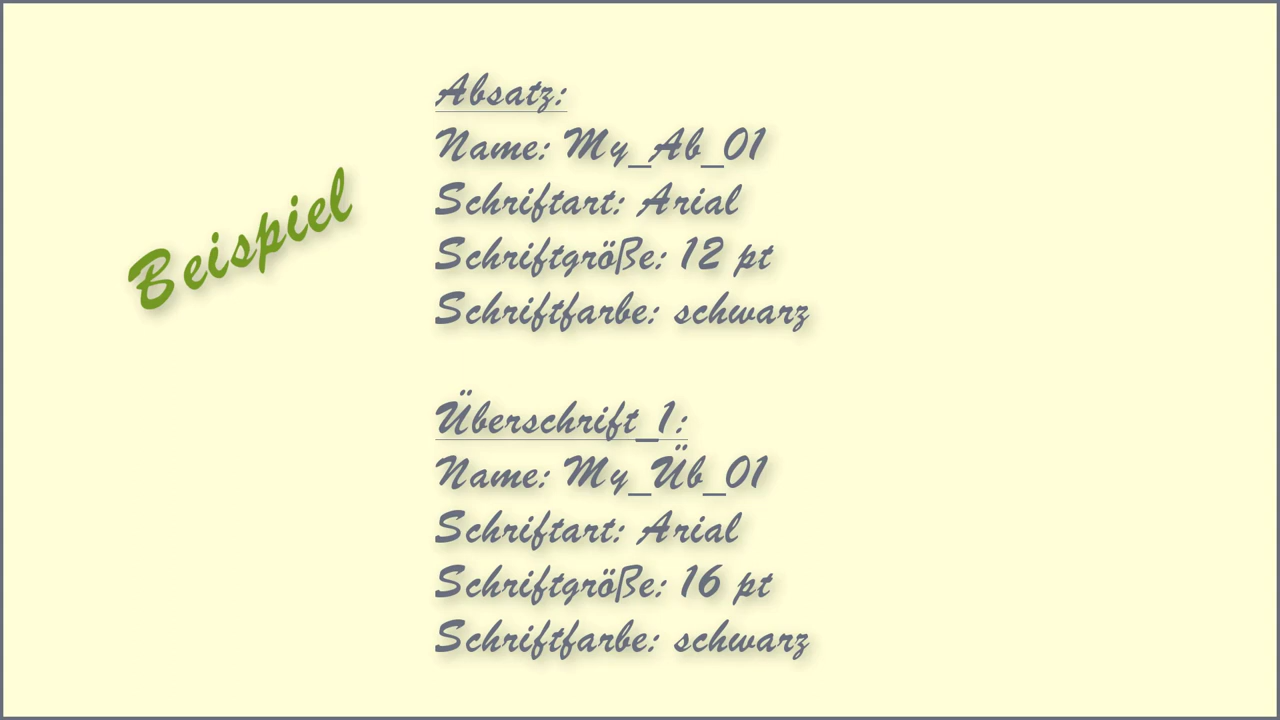 Beispiel
Absatz:
Name: My_Ab_01
Schriftart: Arial
Schriftgröße: 12 pt
Schriftfarbe: schwarz
Überschrift_1:
Name: My_Üb_01
Schriftart: Arial
Schriftgröße: 16 pt
Schriftfarbe: schwarz